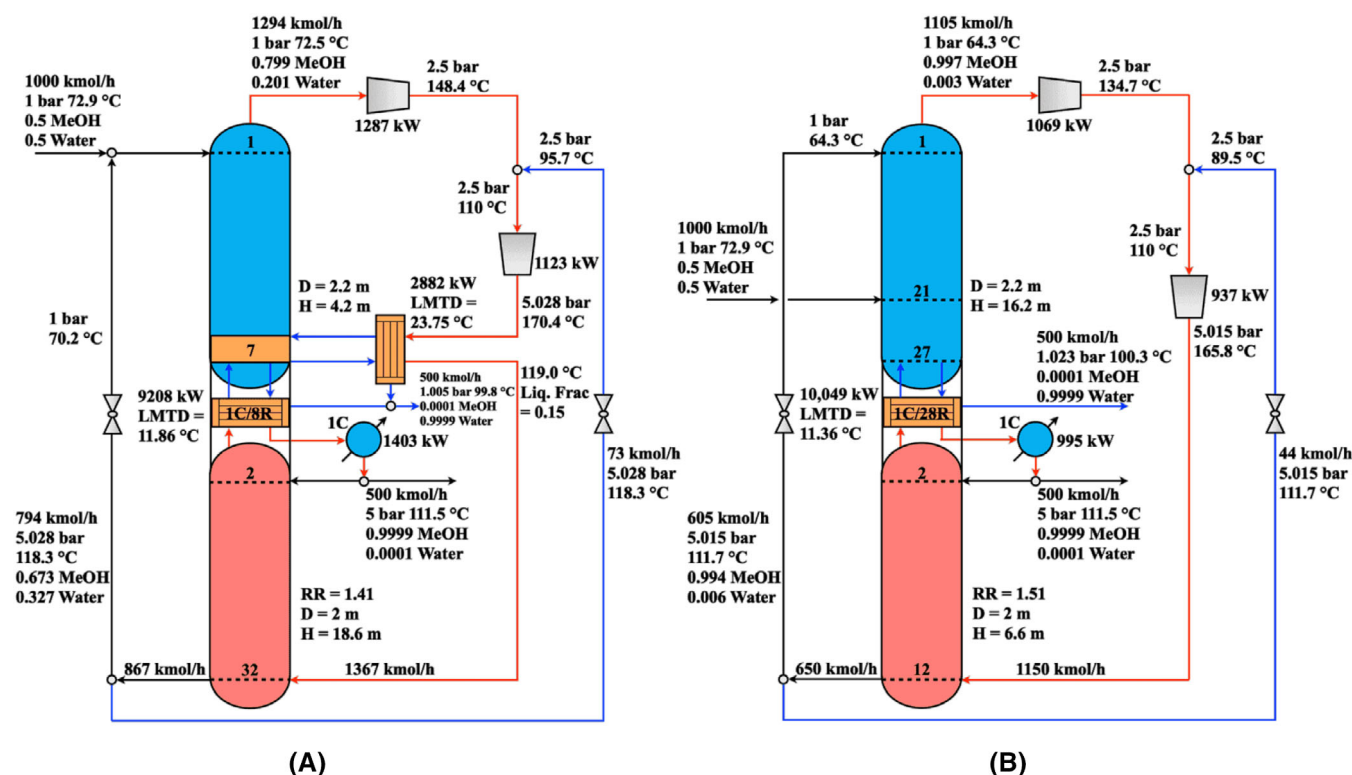 1294 kmol/h
1 bar 72.5 °C
0.799 MeOH
0.201 Water
1000 kmol/h
1 bar 72.9 °C
0.5 MeOH
0.5 Water
2.5 bar
148.4 °C
1287 kW
1
2.5 bar
95.7 °C
2.5 bar
110 °C
1123 kW
D = 2.2 m
H = 4.2 m
2882 kW
LMTD =
23.75 °C
5.028 bar
170.4 °C
1 bar
70.2 °C
7
119.0 °C
Liq. Frac
= 0.15
500 kmol/h
1.005 bar 99.8 °C
0.0001 MeOH
0.9999 Water
9208 kW
LMTD =
11.86 °C
1C/8R
1C
1403 kW
73 kmol/h
5.028 bar
118.3 °C
2
500 kmol/h
5 bar 111.5 °C
0.9999 MeOH
0.0001 Water
794 kmol/h
5.028 bar
118.3 °C
0.673 MeOH
0.327 Water
RR = 1.41
D = 2 m
H = 18.6 m
867 kmol/h
32
1367 kmol/h
(A)
1105 kmol/h
1 bar 64.3 °C
0.997 MeOH
0.003 Water
2.5 bar
134.7 °C
1069 kW
1 bar
64.3 °C
1
2.5 bar
89.5 °C
2.5 bar
110 °C
1000 kmol/h
1 bar 72.9 °C
0.5 MeOH
0.5 Water
21
D = 2.2 m
H = 16.2 m
937 kW
5.015 bar
165.8 °C
27
500 kmol/h
1.023 bar 100.3 °C
0.0001 MeOH
0.9999 Water
10,049 kW
LMTD =
11.36 °C
1C/28R
1C
995 kW
44 kmol/h
5.015 bar
111.7 °C
2
500 kmol/h
5 bar 111.5 °C
0.9999 MeOH
0.0001 Water
605 kmol/h
5.015 bar
111.7 °C
0.994 MeOH
0.006 Water
RR = 1.51
D = 2 m
H = 6.6 m
650 kmol/h
12
1150 kmol/h
(B)